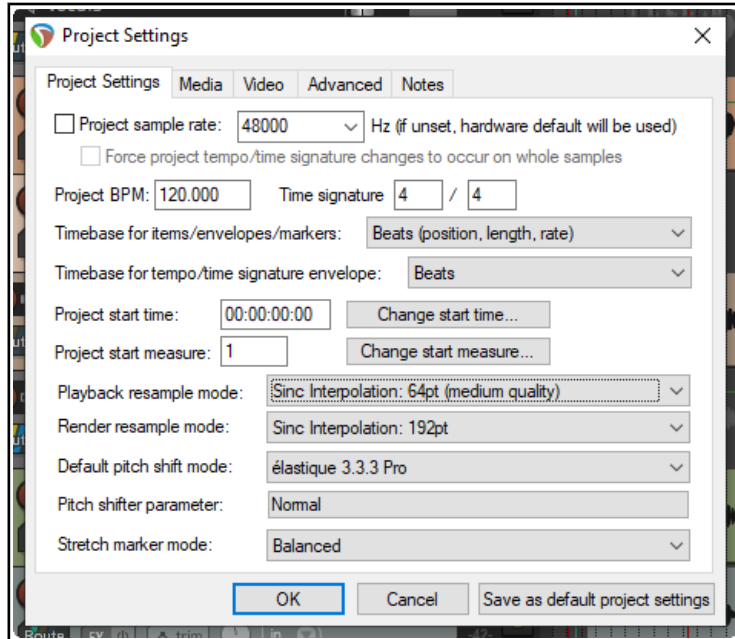 Project Settings
Project Settings Media Video Advanced Notes
Project sample rate: 48000 Hz (if unset, hardware default will be used)
Force project tempo/time signature changes to occur on whole samples
Project BPM: 120.000 Time signature 4 / 4
Timebase for items/envelopes/markers: Beats (position, length, rate)
Timebase for tempo/time signature envelope: Beats
Project start time: 00:00:00:00 Change start time...
Project start measure: 1 Change start measure...
Playback resample mode: Sinc Interpolation: 64pt (medium quality)
Render resample mode: Sinc Interpolation: 192pt
Default pitch shift mode: élastique 3.3.3 Pro
Pitch shifter parameter: Normal
Stretch marker mode: Balanced
OK Cancel Save as default project settings
Route FX trim in -42-